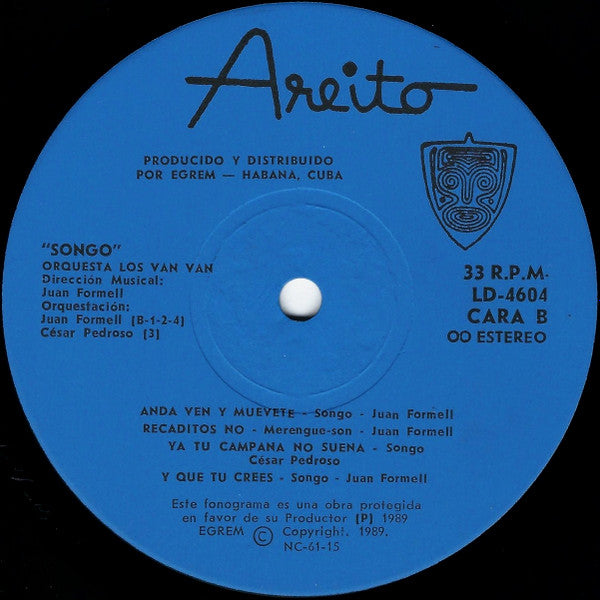 Areito
PRODUCIDO Y DISTRIBUIDO
POR EGREM — HABANA, CUBA
"SONGO"
ORQUESTA LOS VAN VAN
Dirección Musical:
Juan Formell
Orquestación:
Juan Formell [B-1-2-4)
César Pedroso [3]
33 R.P.M.
LD-4604
CARA B
OO ESTEREO
ANDA VEN Y MUEVETE - Songo - Juan Formell
RECADITOS NO - Merengue-son - Juan Formell
YA TU CAMPANA NO SUENA - Songo
César Pedroso
Y QUE TU CREES - Songo - Juan Formell
Este fonograma es una obra protegida
en favor de su Productor [P] 1989
EGREM © Copyright. 1989.
NC-61-15